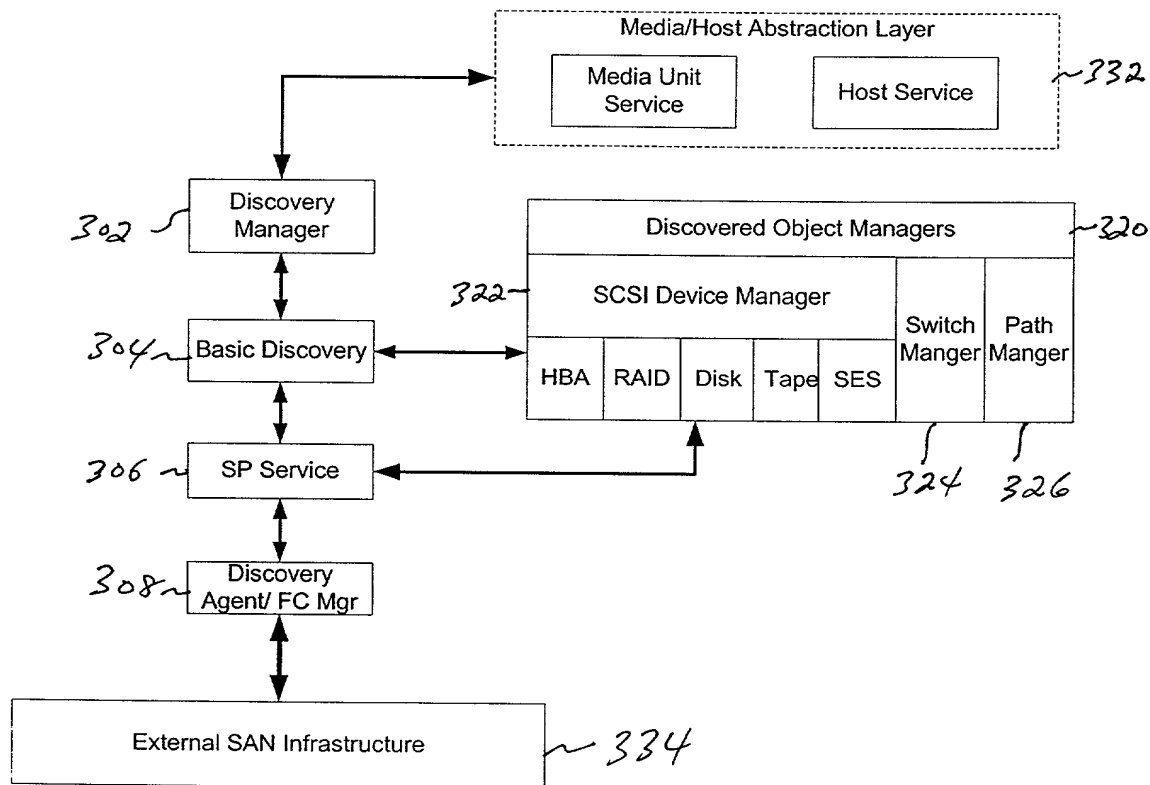 Media/Host Abstraction Layer
Media Unit
Service
Host Service
332
Discovery
Manager
302
Discovered Object Managers
320
322
SCSI Device Manager
Switch
Manger
Path
Manger
304
Basic Discovery
HBA
RAID
Disk
Tape
SES
306
SP Service
324
326
308
Discovery
Agent/ FC Mgr
External SAN Infrastructure
334